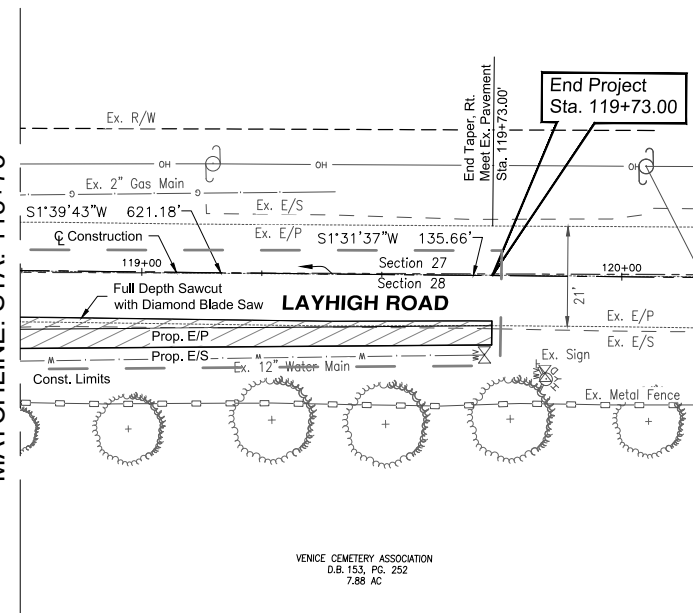 End Project
Sta. 119+73.00
End Taper, Rt.
Meet Ex. Pavement
Sta. 119+73.00'
Ex. R/W
OH
OH
OH
Ex. 2" Gas Main
G
G
S1°39'43"W 621.18'
L
Ex. E/S
Ex. E/P
S1°31'37"W 135.66'
℄ Construction
119+00
Section 27
Section 28
120+00
Full Depth Sawcut
with Diamond Blade Saw
LAYHIGH ROAD
21'
Ex. E/P
Ex. E/S
Prop. E/P
Prop. E/S
W
W
W
W
WV
Ex. Sign
Ex. 12" Water Main
Const. Limits
Ex. Metal Fence
VENICE CEMETERY ASSOCIATION
D.B. 153, PG. 252
7.88 AC